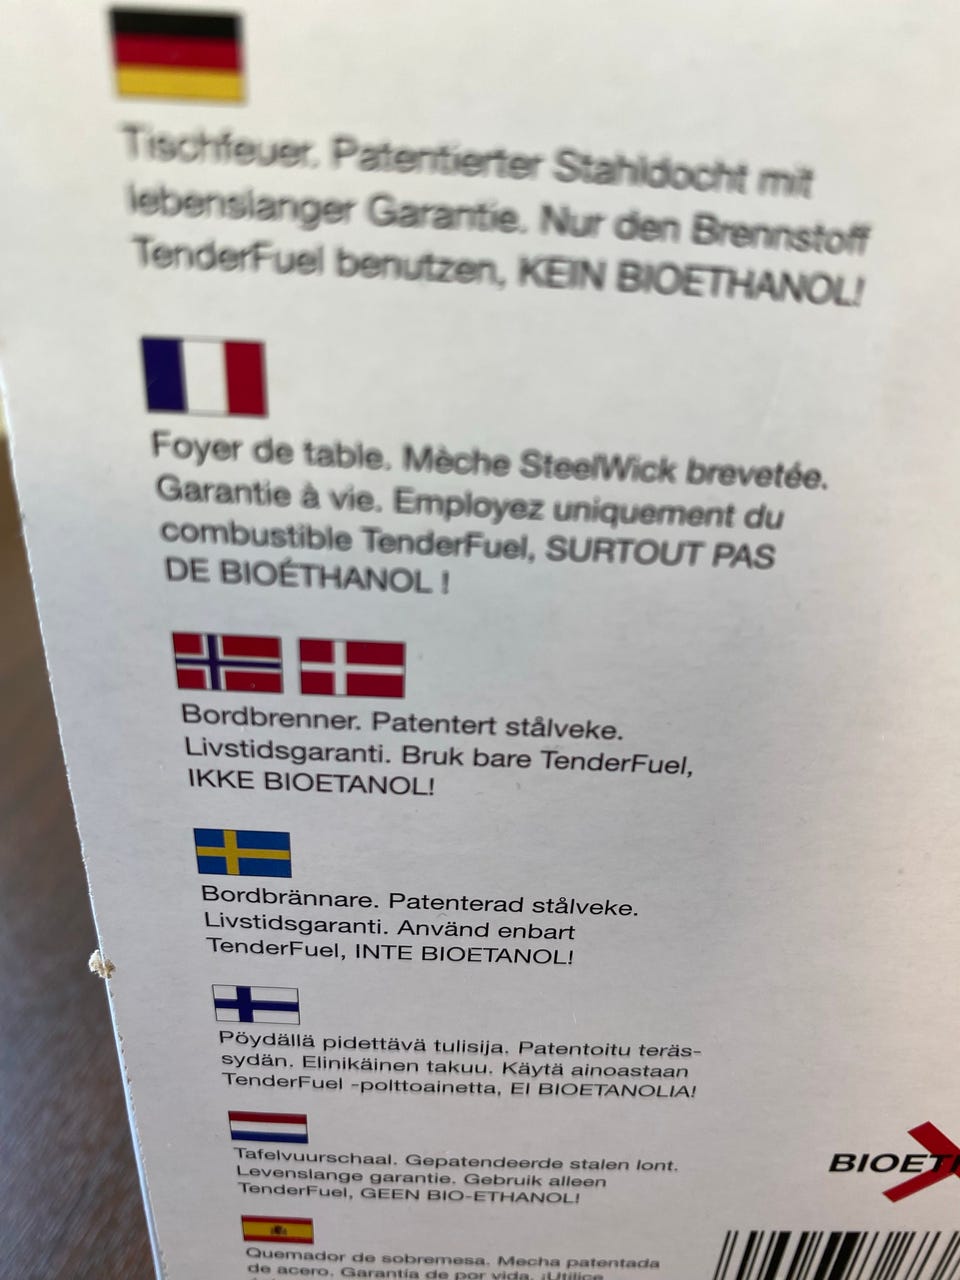 Tischfeuer. Patentierter Stahldocht mit
lebenslanger Garantie. Nur den Brennstoff
TenderFuel benutzen, KEIN BIOETHANOL!
Foyer de table. Mèche SteelWick brevetée.
Garantie à vie. Employez uniquement du
combustible TenderFuel, SURTOUT PAS
DE BIOÉTHANOL !
Bordbrenner. Patentert stålveke.
Livstidsgaranti. Bruk bare TenderFuel,
IKKE BIOETANOL!
Bordbrännare. Patenterad stålveke.
Livstidsgaranti. Använd enbart
TenderFuel, INTE BIOETANOL!
Pöydällä pidettävä tulisija. Patentoitu teräs-
sydän. Elinikäinen takuu. Käytä ainoastaan
TenderFuel -polttoainetta, EI BIOETANOLIA!
Tafelvuurschaal. Gepatendeerde stalen lont.
Levenslange garantie. Gebruik alleen
TenderFuel, GEEN BIO-ETHANOL!
BIOET
Quemador de sobremesa. Mecha patentada
de acero. Garantía de por vida. ¡Utilice